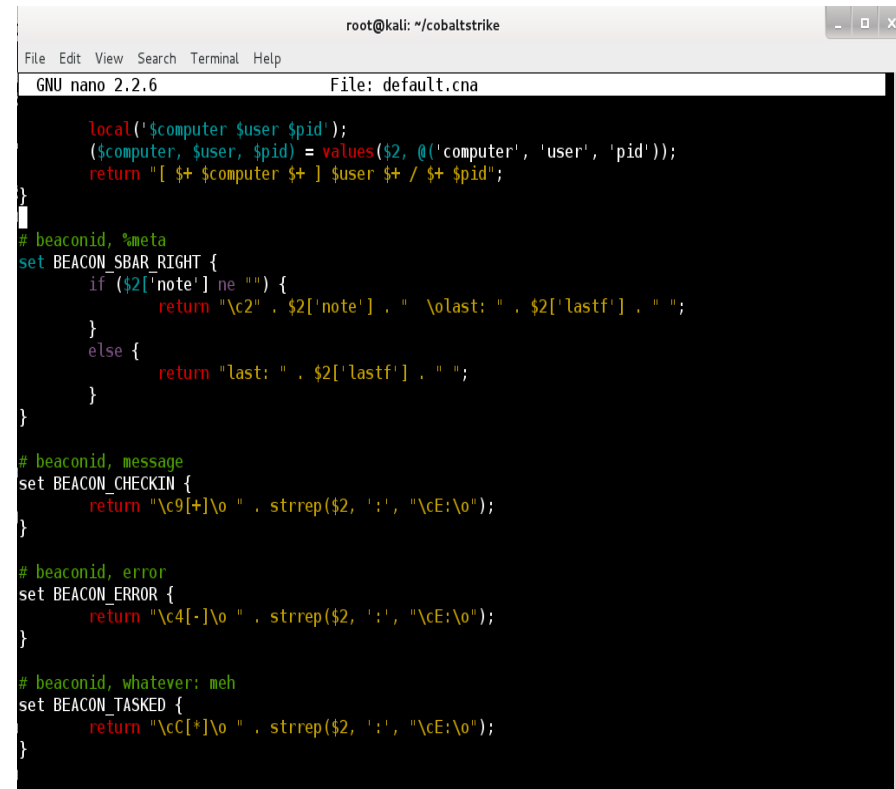 root@kali: ~/cobaltstrike
File Edit View Search Terminal Help
GNU nano 2.2.6 File: default.cna
local('$computer $user $pid');
($computer, $user, $pid) = values($2, @('computer', 'user', 'pid'));
return "[ $+ $computer $+ ] $user $+ / $+ $pid";
}
# beaconid, %meta
set BEACON_SBAR_RIGHT {
if ($2['note'] ne "") {
return "\c2" . $2['note'] . "  \olast: " . $2['lastf'] . " ";
}
else {
return "last: " . $2['lastf'] . " ";
}
}
# beaconid, message
set BEACON_CHECKIN {
return "\c9[+]\o " . strrep($2, ':', "\cE:\o");
}
# beaconid, error
set BEACON_ERROR {
return "\c4[-]\o " . strrep($2, ':', "\cE:\o");
}
# beaconid, whatever: meh
set BEACON_TASKED {
return "\cC[*]\o " . strrep($2, ':', "\cE:\o");
}